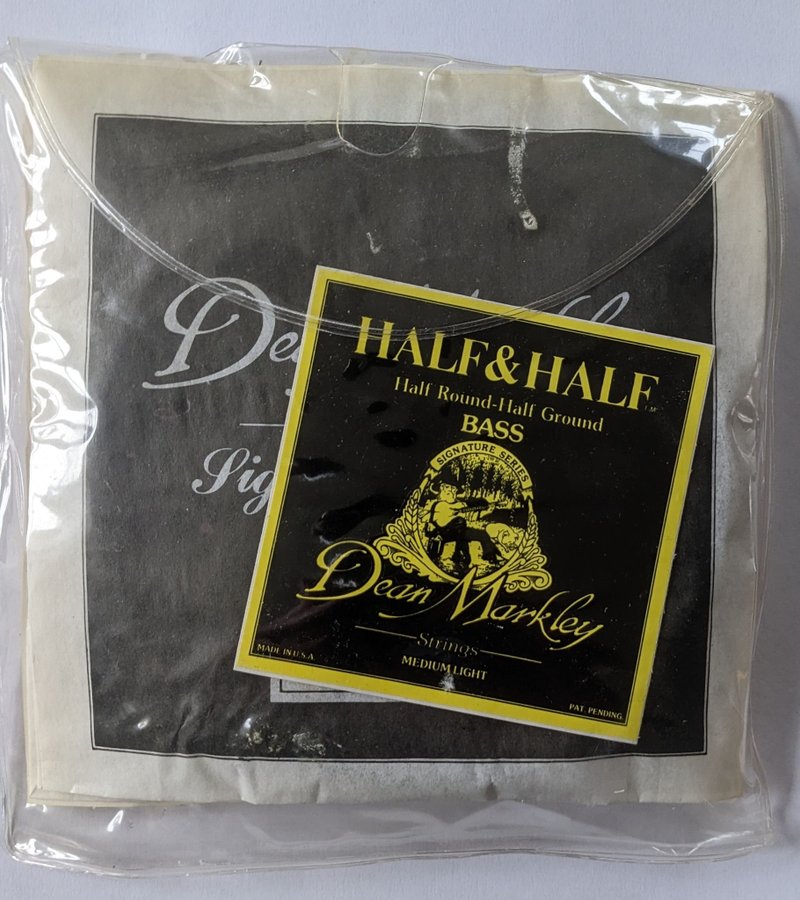 HALF&HALF T.M.
Half Round-Half Ground
BASS
SIGNATURE SERIES
Dean Markley
Strings
MEDIUM LIGHT
MADE IN U.S.A.
PAT. PENDING.